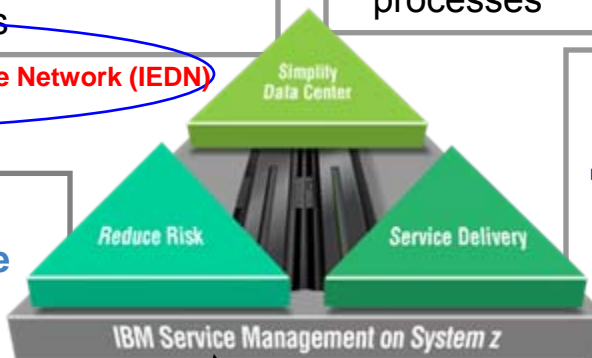 processes
e Network (IEDN)
Simplify
Data Center
Reduce Risk
Service Delivery
e
IBM Service Management on System z